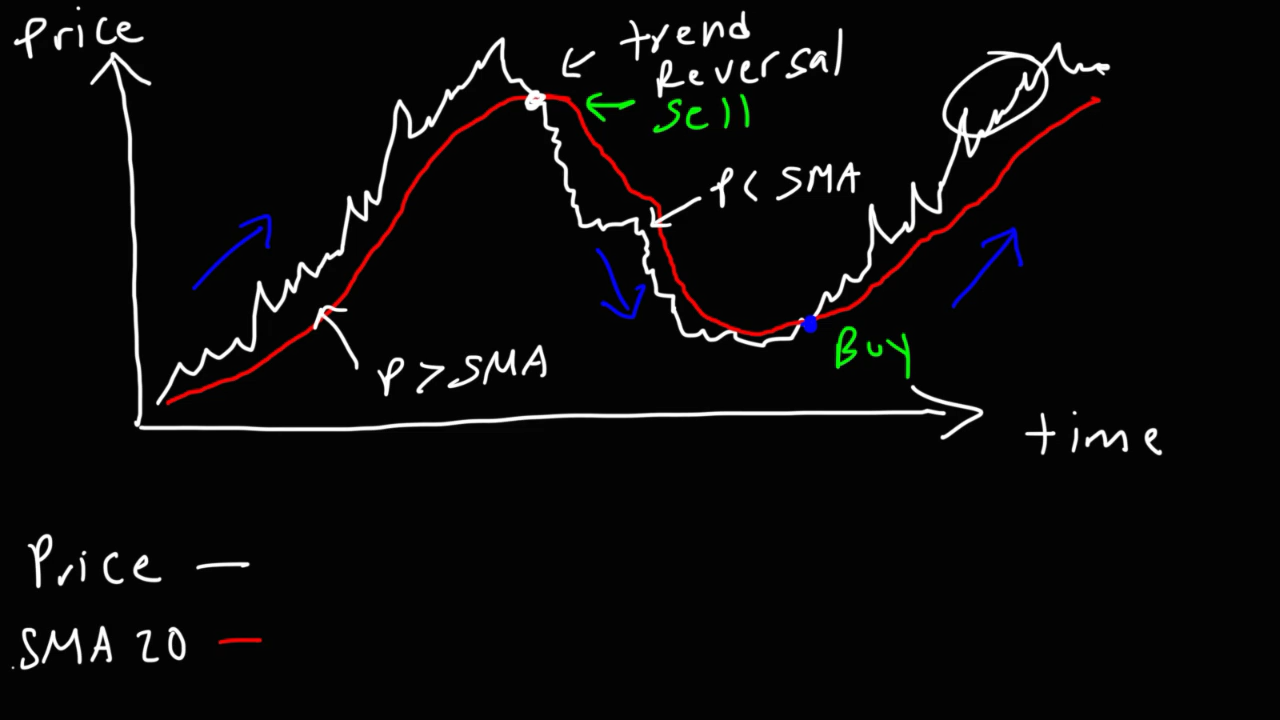 Price
trend
Reversal
Sell
P< SMA
P > SMA
Buy
time
Price —
SMA 20 —